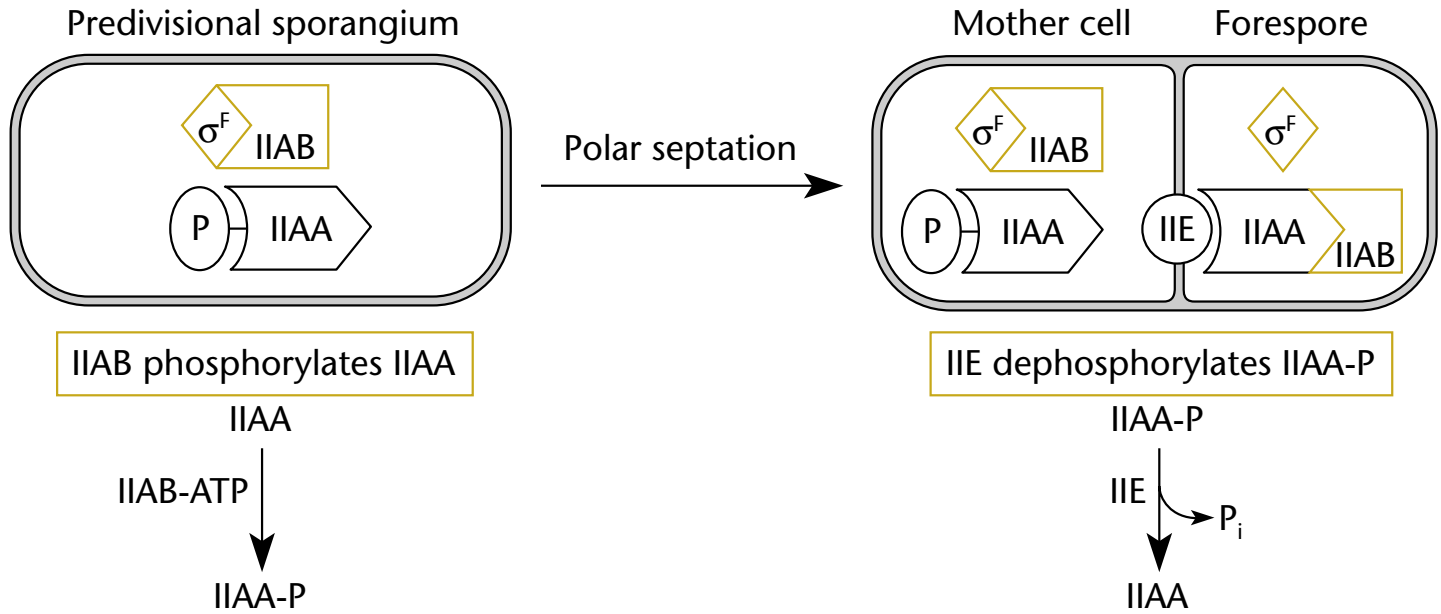 Predivisional sporangium
σF
IIAB
P
IIAA
IIAB phosphorylates IIAA
IIAA
IIAB-ATP
IIAA-P
Polar septation
Mother cell
Forespore
σF
IIAB
σF
P
IIAA
IIE
IIAA
IIAB
IIE dephosphorylates IIAA-P
IIAA-P
IIE
Pi
IIAA